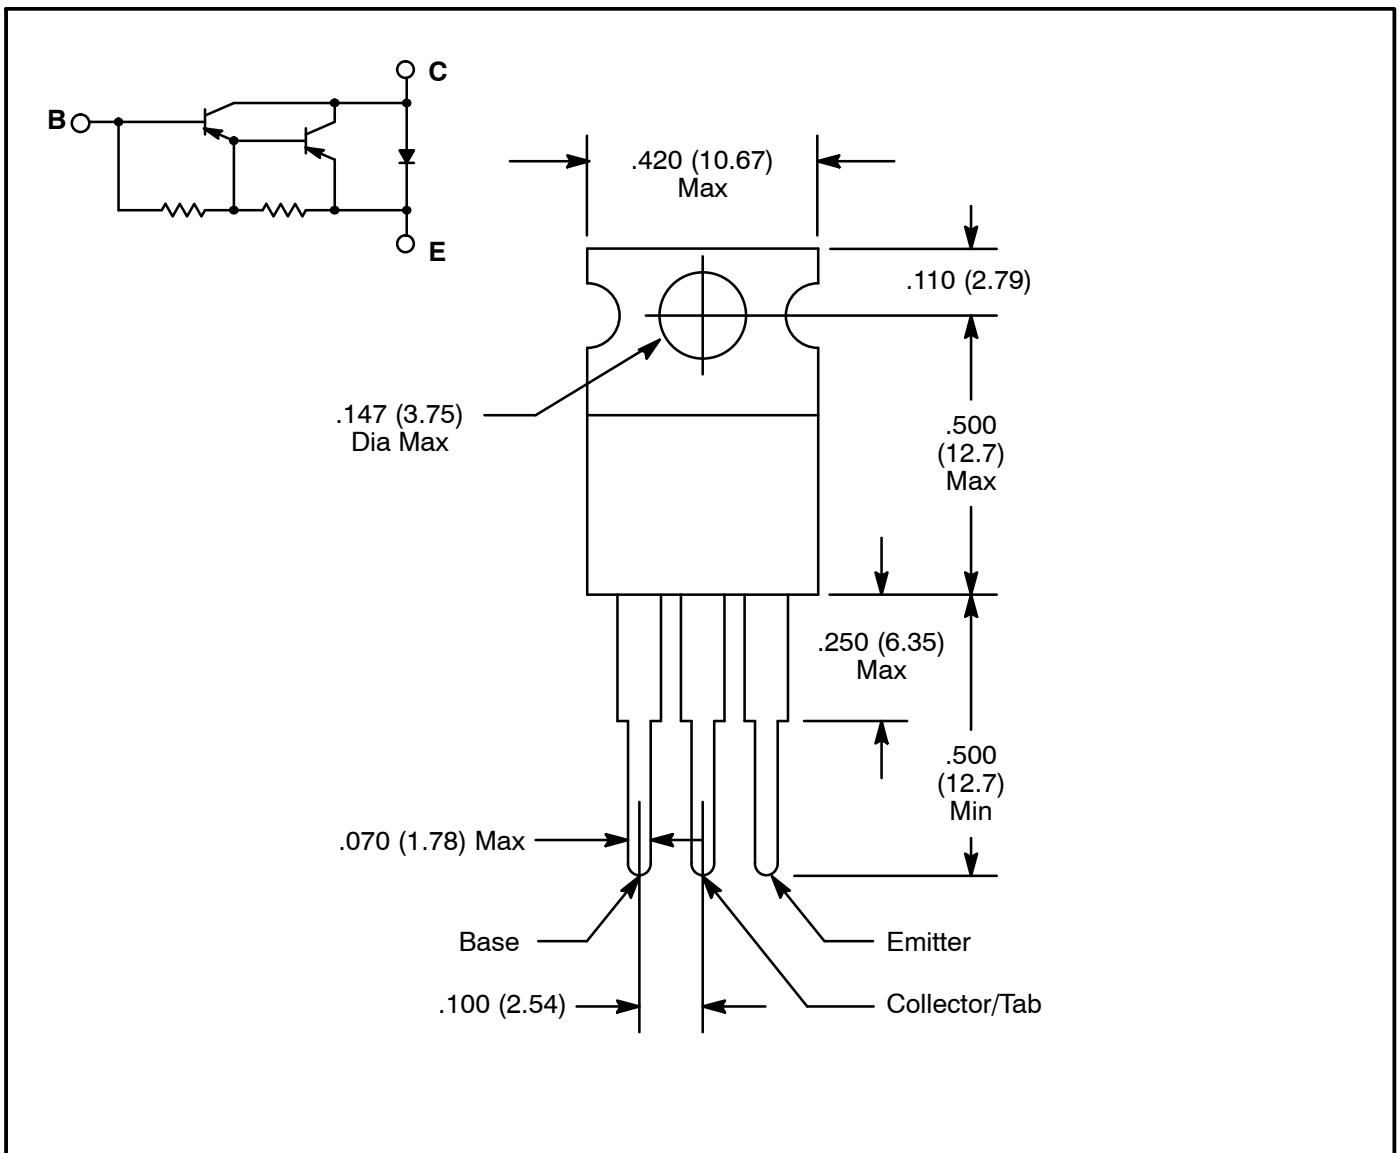 C
B
E
.420 (10.67)
Max
.110 (2.79)
.147 (3.75)
Dia Max
.500
(12.7)
Max
.250 (6.35)
Max
.500
(12.7)
Min
.070 (1.78) Max
Base
Emitter
.100 (2.54)
Collector/Tab